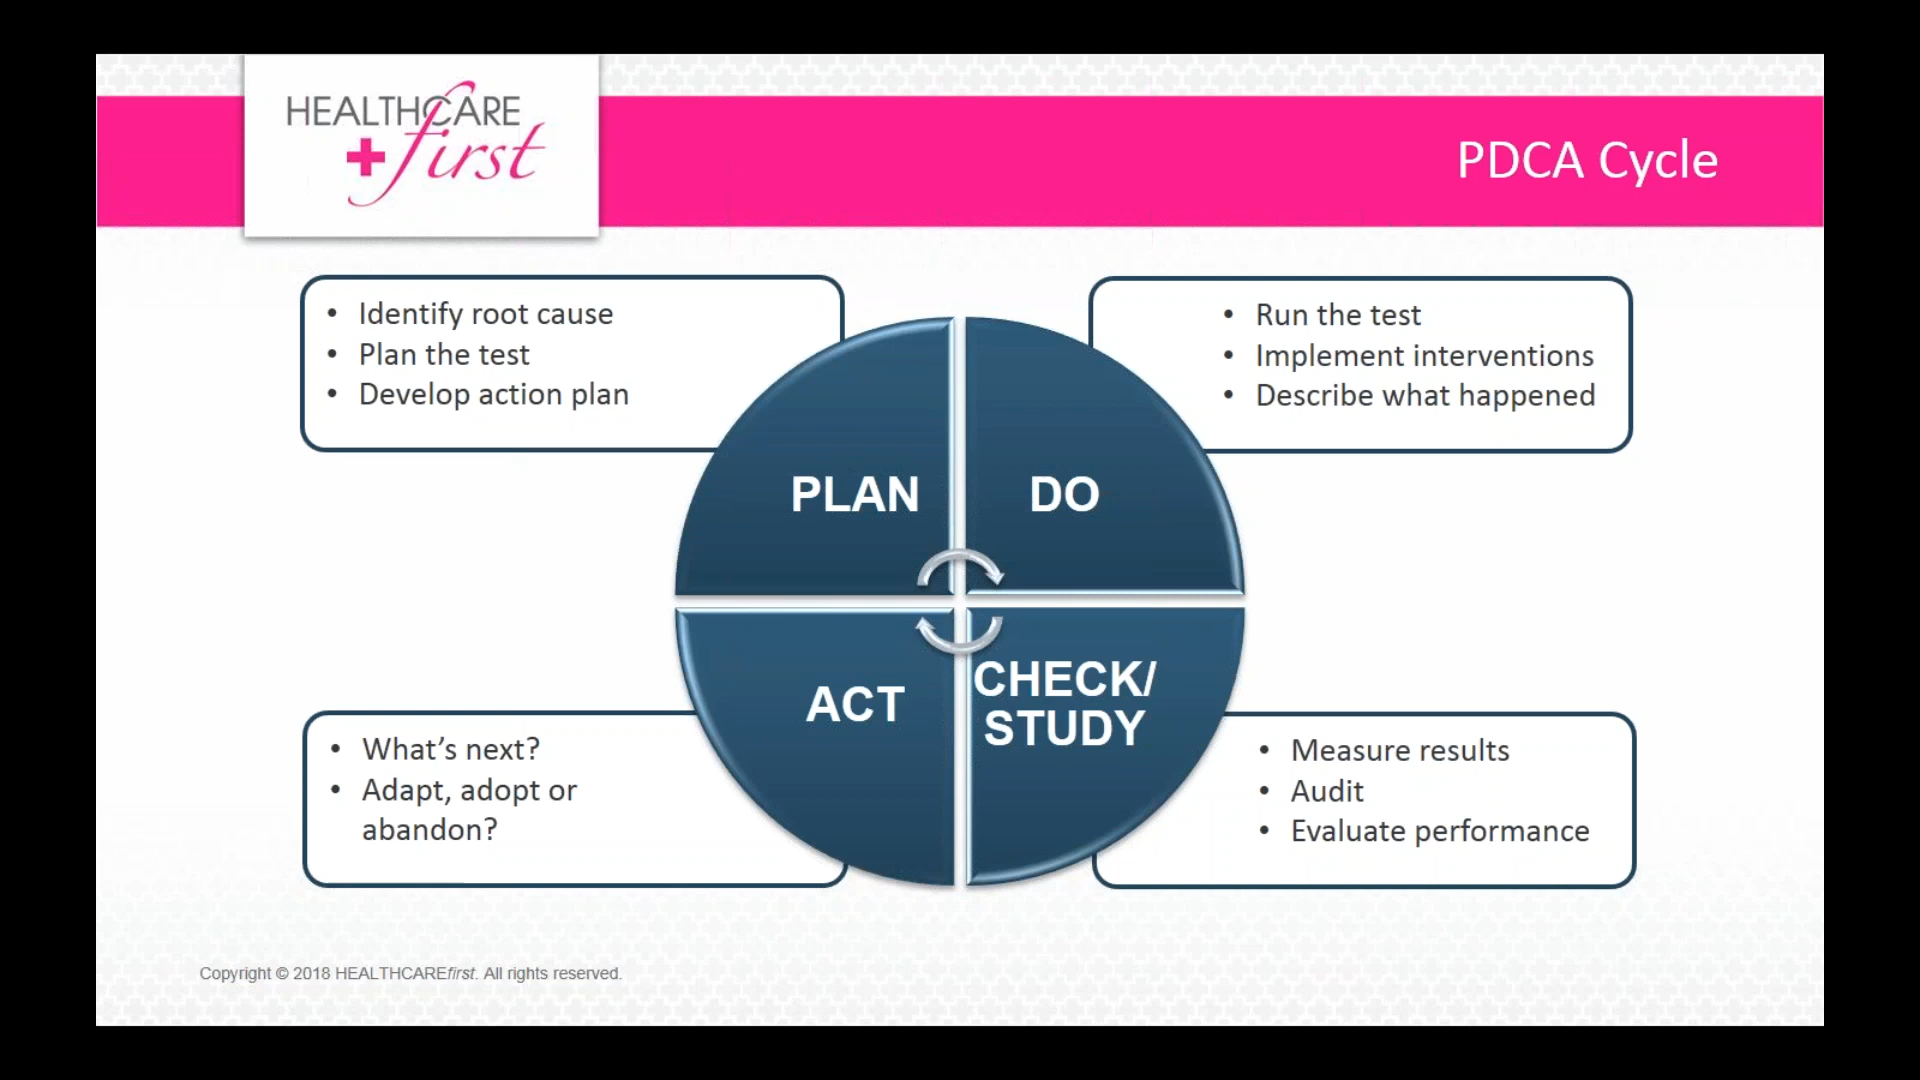 HEALTHCARE
first
PDCA Cycle
• Identify root cause
• Plan the test
• Develop action plan
• Run the test
• Implement interventions
• Describe what happened
PLAN
DO
ACT
CHECK/
STUDY
• What’s next?
• Adapt, adopt or
abandon?
• Measure results
• Audit
• Evaluate performance
Copyright © 2018 HEALTHCAREfirst. All rights reserved.